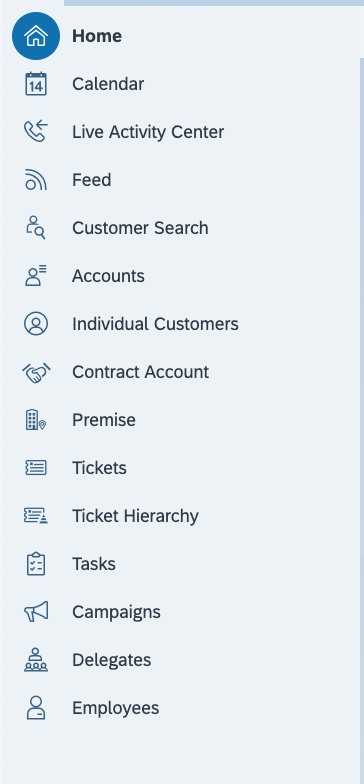 Home
14
Calendar
Live Activity Center
Feed
Customer Search
Accounts
Individual Customers
Contract Account
Premise
Tickets
Ticket Hierarchy
Tasks
Campaigns
Delegates
Employees